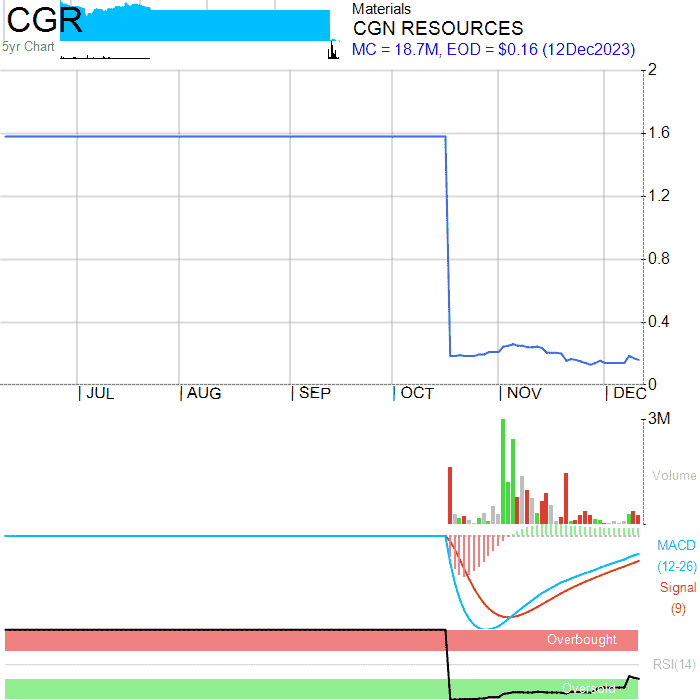 CGR
5yr Chart
Materials
CGN RESOURCES
MC = 18.7M, EOD = $0.16 (12Dec2023)
2
1.6
1.2
0.8
0.4
0
| JUL | AUG | SEP | OCT | NOV | DEC
3M
Volume
MACD
(12-26)
Signal
(9)
Overbought
RSI(14)
Oversold